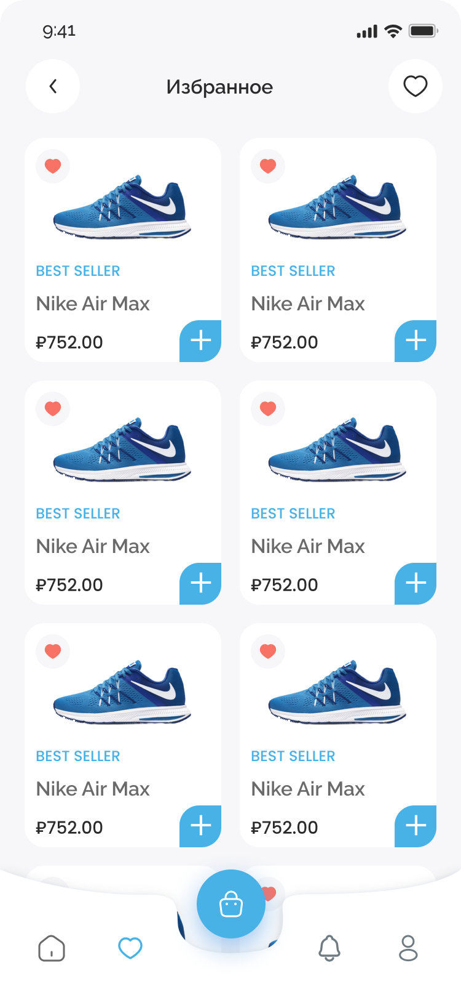 9:41
Избранное
BEST SELLER
Nike Air Max
₽752.00
BEST SELLER
Nike Air Max
₽752.00
BEST SELLER
Nike Air Max
₽752.00
BEST SELLER
Nike Air Max
₽752.00
BEST SELLER
Nike Air Max
₽752.00
BEST SELLER
Nike Air Max
₽752.00